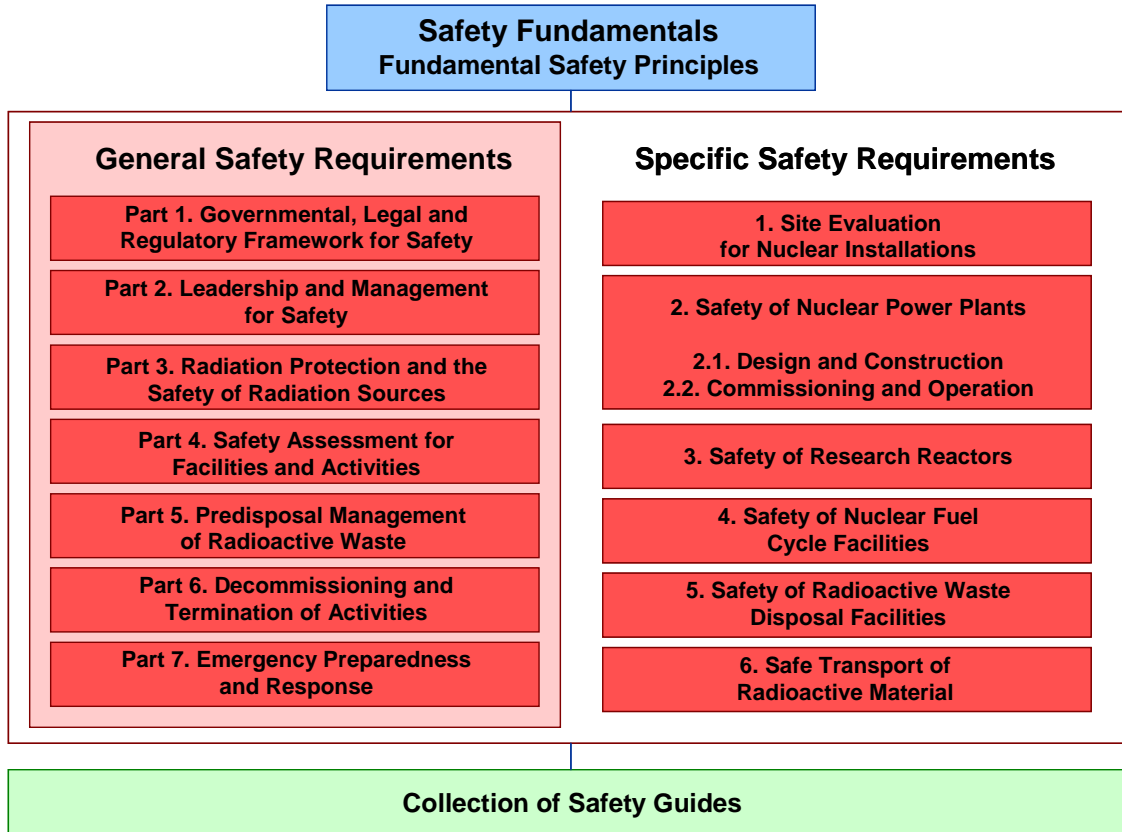 Safety Fundamentals
Fundamental Safety Principles
General Safety Requirements
Part 1. Governmental, Legal and
Regulatory Framework for Safety
Part 2. Leadership and Management
for Safety
Part 3. Radiation Protection and the
Safety of Radiation Sources
Part 4. Safety Assessment for
Facilities and Activities
Part 5. Predisposal Management
of Radioactive Waste
Part 6. Decommissioning and
Termination of Activities
Part 7. Emergency Preparedness
and Response
Specific Safety Requirements
1. Site Evaluation
for Nuclear Installations
2. Safety of Nuclear Power Plants
2.1. Design and Construction
2.2. Commissioning and Operation
3. Safety of Research Reactors
4. Safety of Nuclear Fuel
Cycle Facilities
5. Safety of Radioactive Waste
Disposal Facilities
6. Safe Transport of
Radioactive Material
Collection of Safety Guides